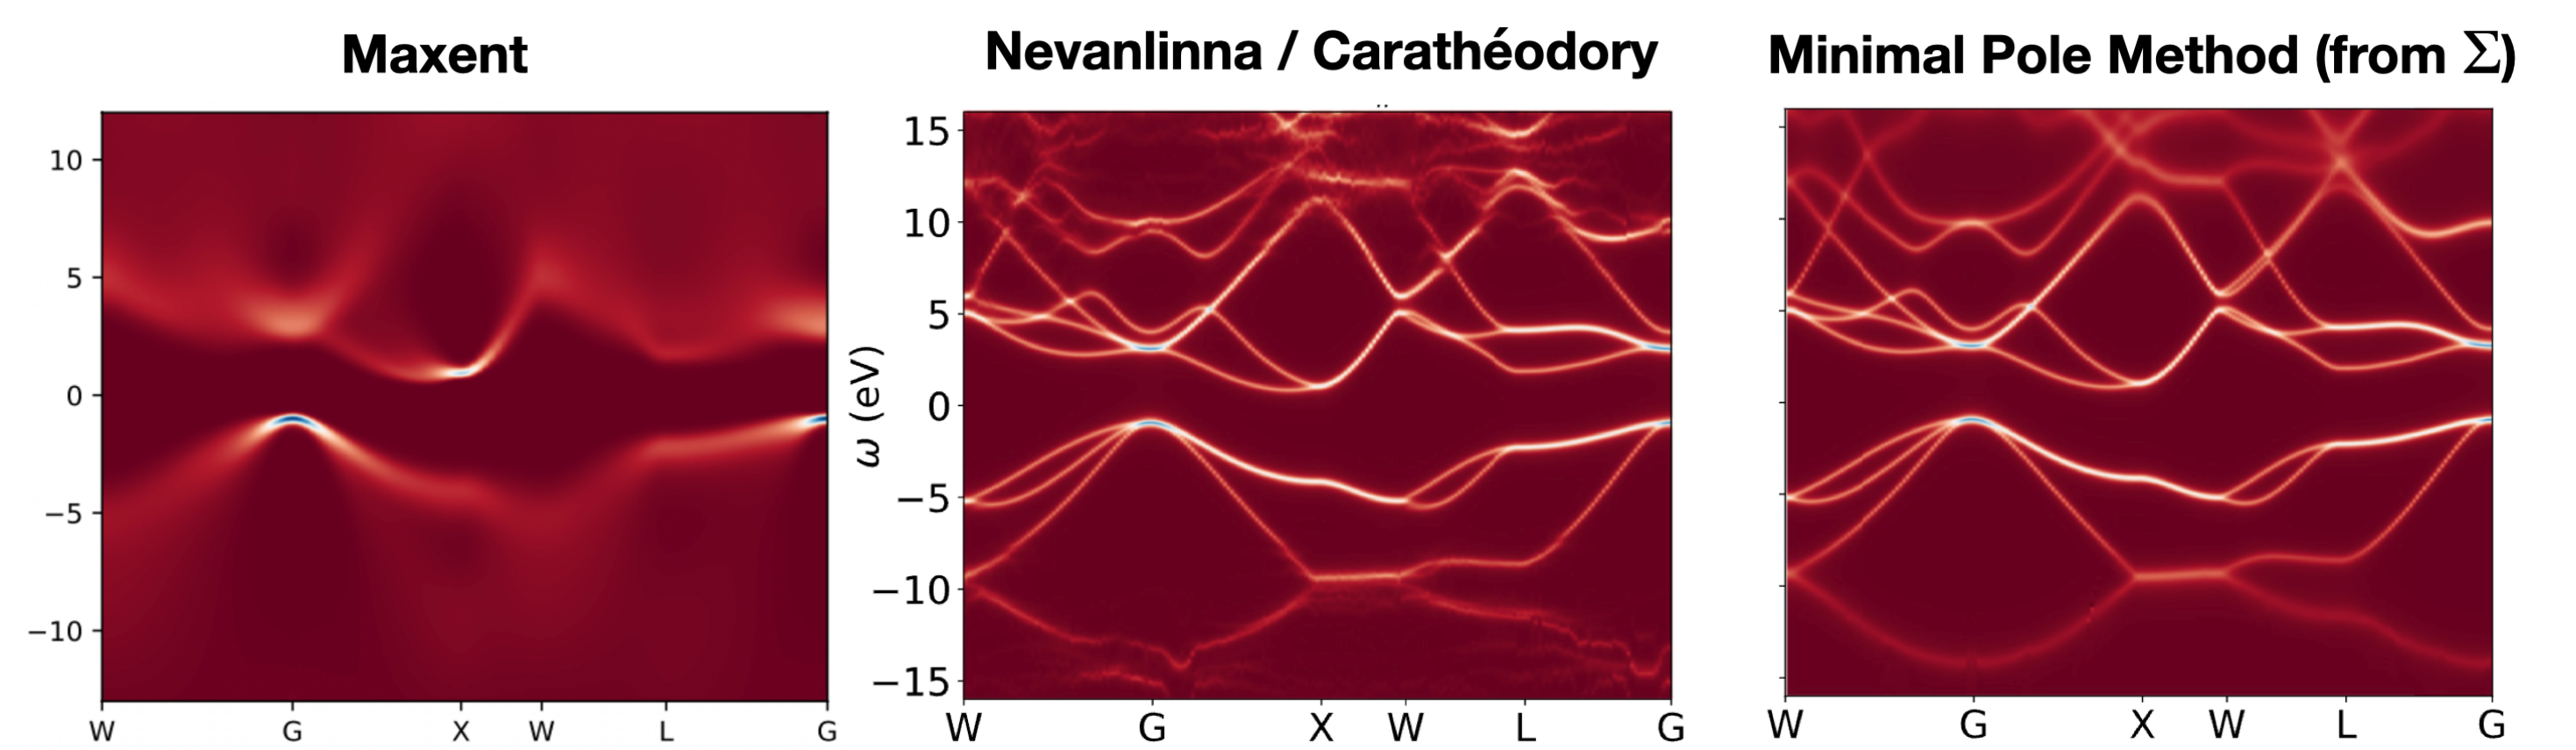 Maxent
10
5
0
−5
−10
W G X W L G
Nevanlinna / Carathéodory
ω (eV)
15
10
5
0
−5
−10
−15
W G X W L G
Minimal Pole Method (from Σ)
W G X W L G